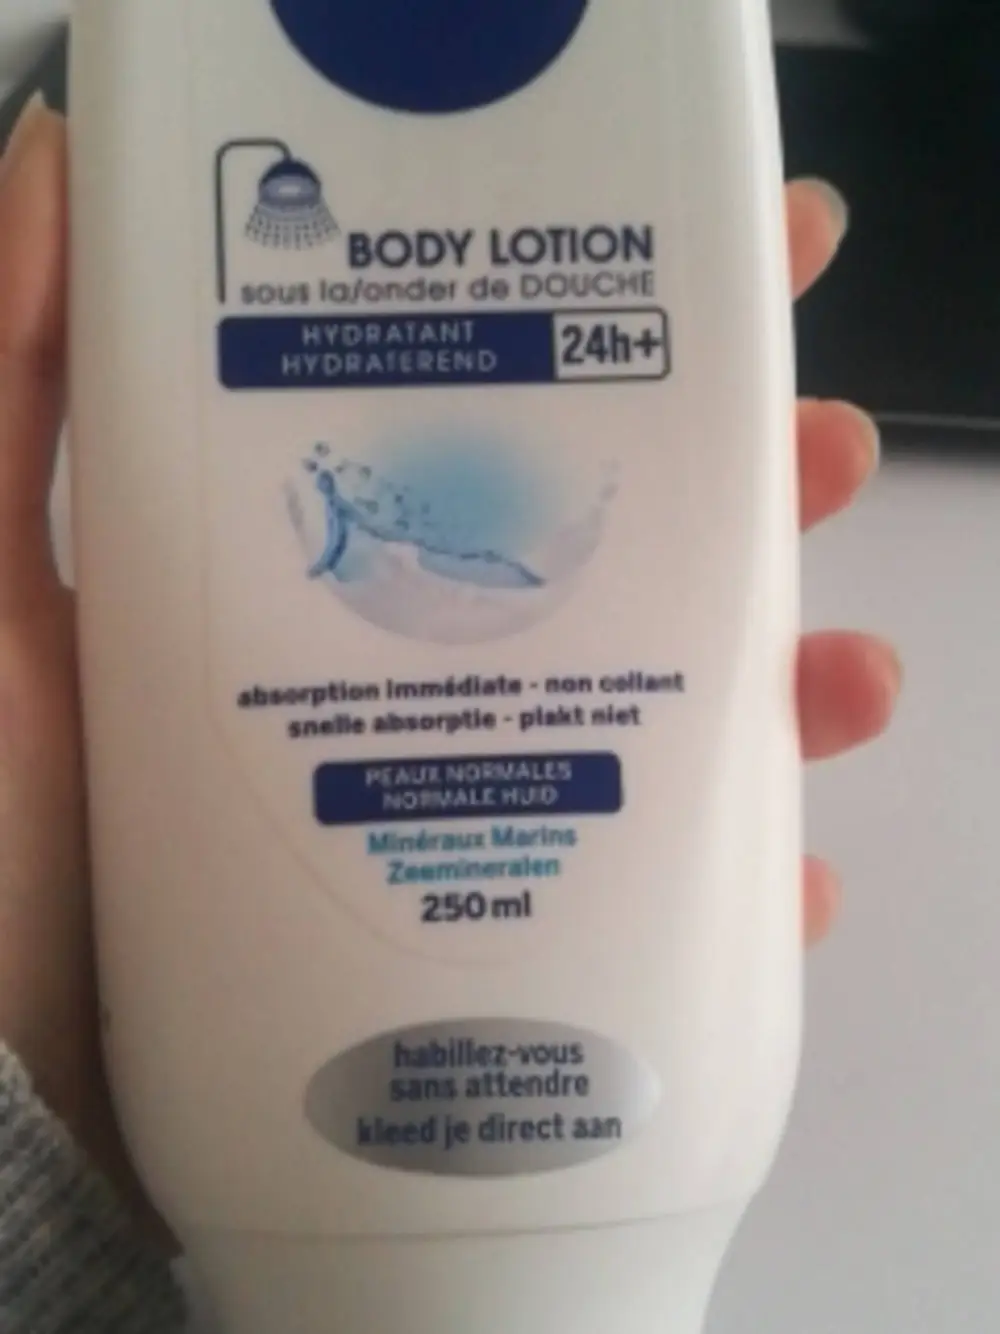 BODY LOTION
sous la/onder de DOUCHE
HYDRATANT
HYDRATEREND
24h+
absorption immédiate - non collant
snelle absorptie - plakt niet
PEAUX NORMALES
NORMALE HUID
Minéraux Marins
Zeemineralen
250 ml
habillez-vous
sans attendre
kleed je direct aan